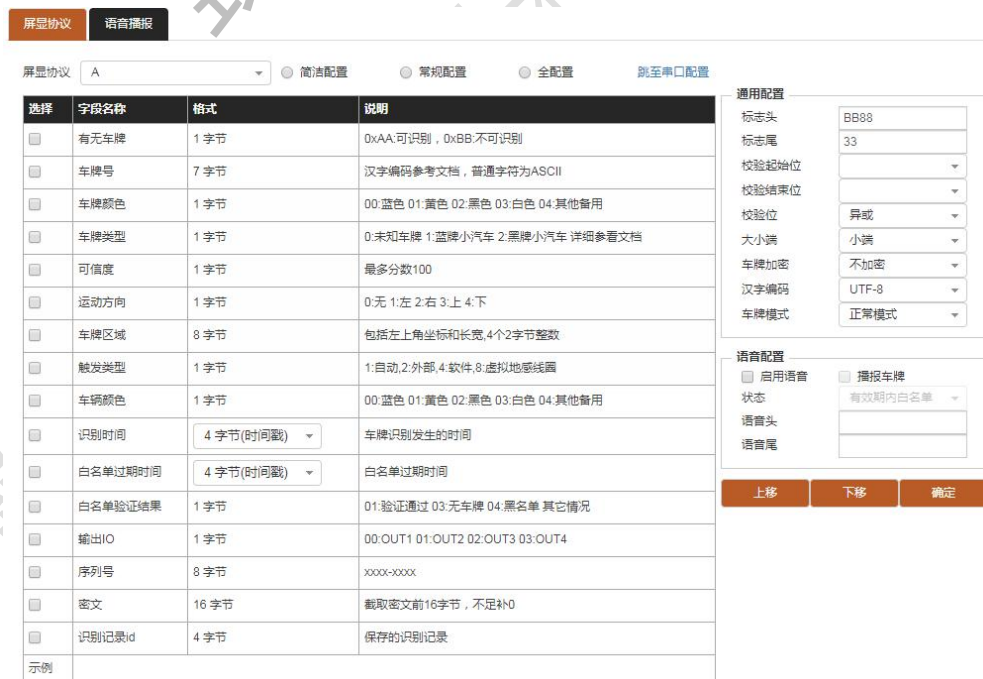 屏显协议 语音播报
屏显协议 A 简洁配置 常规配置 全配置 跳至串口配置
选择 字段名称 格式 说明
有无车牌 1 字节 0xAA:可识别，0xBB:不可识别
车牌号 7 字节 汉字编码参考文档，普通字符为ASCII
车牌颜色 1 字节 00:蓝色 01:黄色 02:黑色 03:白色 04:其他备用
车牌类型 1 字节 0:未知车牌 1:蓝牌小汽车 2:黑牌小汽车 详细参看文档
可信度 1 字节 最多分数100
运动方向 1 字节 0:无 1:左 2:右 3:上 4:下
车牌区域 8 字节 包括左上角坐标和长宽,4个2字节整数
触发类型 1 字节 1:自动,2:外部,4:软件,8:虚拟地感线圈
车辆颜色 1 字节 00:蓝色 01:黄色 02:黑色 03:白色 04:其他备用
识别时间 4 字节(时间戳) 车牌识别发生的时间
白名单过期时间 4 字节(时间戳) 白名单过期时间
白名单验证结果 1 字节 01:验证通过 03:无车牌 04:黑名单 其它情况
输出IO 1 字节 00:OUT1 01:OUT2 02:OUT3 03:OUT4
序列号 8 字节 xxxx-xxxx
密文 16 字节 截取密文前16字节，不足补0
识别记录id 4 字节 保存的识别记录
示例
通用配置
标志头 BB88
标志尾 33
校验起始位
校验结束位
校验位 异或
大小端 小端
车牌加密 不加密
汉字编码 UTF-8
车牌模式 正常模式
语音配置
启用语音 播报车牌
状态 有效期内白名单
语音头
语音尾
上移 下移 确定